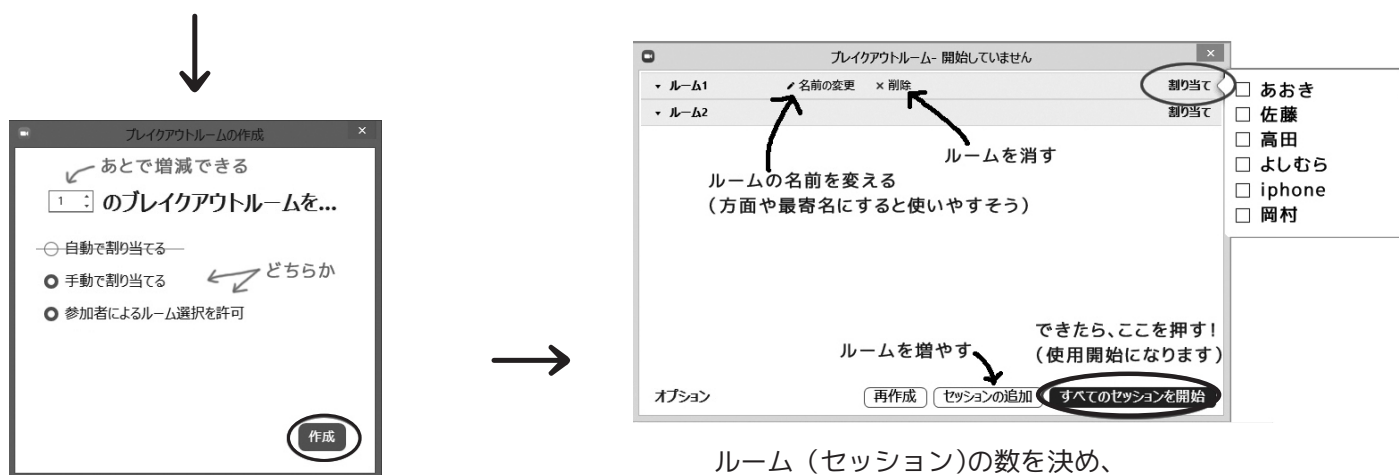 ブレイクアウトルームの作成
あとで増減できる
1 のブレイクアウトルームを...
自動で割り当てる
手動で割り当てる
どちらか
参加者によるルーム選択を許可
作成
ブレイクアウトルーム- 開始していません
ルーム1 名前の変更 ×削除 割り当て
ルーム2 割り当て
あおき
佐藤
高田
よしむら
iphone
岡村
ルームを消す
ルームの名前を変える
(方面や最寄名にすると使いやすそう)
できたら、ここを押す!
(使用開始になります)
ルームを増やす
オプション 再作成 セッションの追加 すべてのセッションを開始
ルーム(セッション)の数を決め、